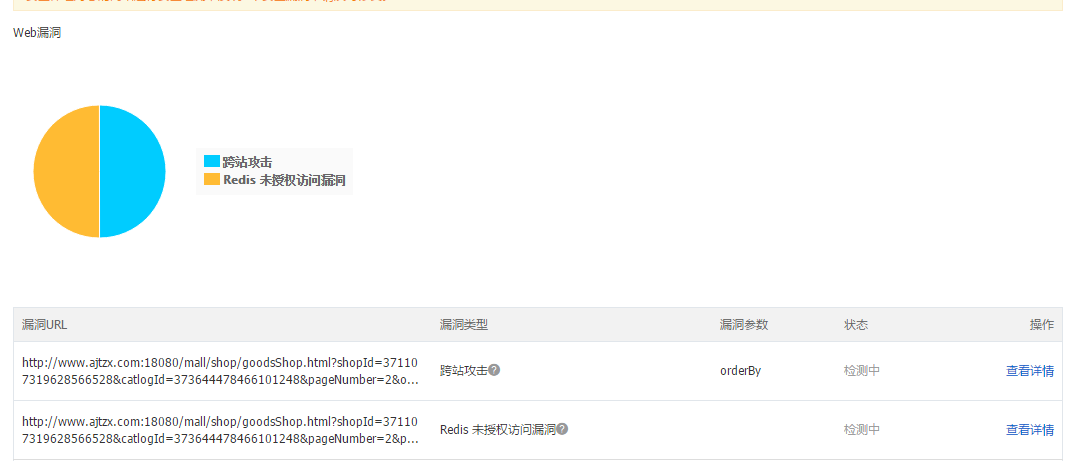 Web漏洞
跨站攻击
Redis 未授权访问漏洞
漏洞URL 漏洞类型 漏洞参数 状态 操作
http://www.ajtzx.com:18080/mall/shop/goodsShop.html?shopId=37110
7319628566528&catlogId=373644478466101248&pageNumber=2&o...
跨站攻击 orderBy 检测中 查看详情
http://www.ajtzx.com:18080/mall/shop/goodsShop.html?shopId=37110
7319628566528&catlogId=373644478466101248&pageNumber=2&p...
Redis 未授权访问漏洞 检测中 查看详情